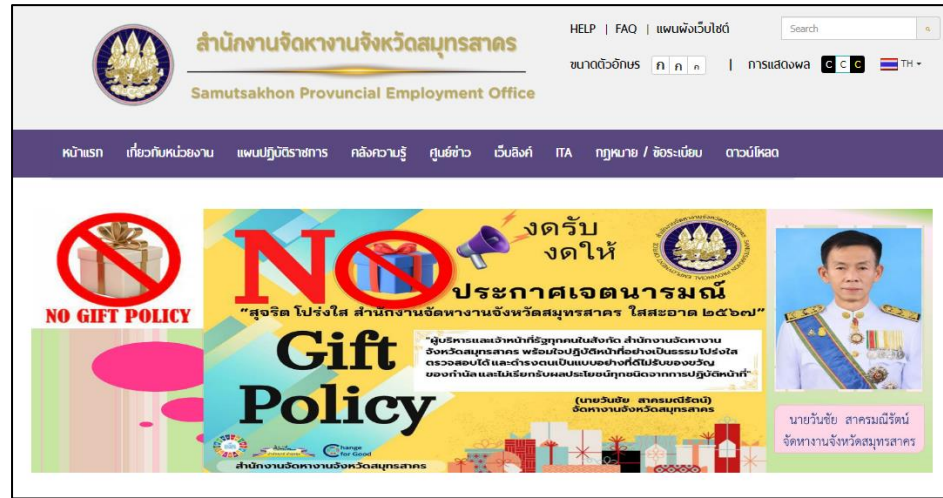 สำนักงานจัดหางานจังหวัดสมุทรสาคร
Samutsakhon Provuncial Employment Office
HELP | FAQ | แผนผังเว็บไซต์
Search
ขนาดตัวอักษร ก ก ก | การแสดงผล C C C TH
หน้าแรก เกี่ยวกับหน่วยงาน แผนปฏิบัติราชการ คลังความรู้ ศูนย์ข่าว เว็บลิงค์ ITA กฎหมาย / ข้อระเบียบ ดาวน์โหลด
NO GIFT POLICY
NO
Gift
Policy
งดรับ
งดให้
ประกาศเจตนารมณ์
"สุจริต โปร่งใส สำนักงานจัดหางานจังหวัดสมุทรสาคร ใสสะอาด ๒๕๖๗"
"ผู้บริหารและเจ้าหน้าที่รัฐทุกคนในสังกัด สำนักงานจัดหางาน
จังหวัดสมุทรสาคร พร้อมใจปฏิบัติหน้าที่อย่างเป็นธรรม โปร่งใส
ตรวจสอบได้ และดำรงตนเป็นแบบอย่างที่ดีไม่รับของขวัญ
ของกำนัล และไม่เรียกรับผลประโยชน์ทุกชนิดจากการปฏิบัติหน้าที่"
(นายวันชัย สาครมณีรัตน์)
จัดหางานจังหวัดสมุทรสาคร
Change
for Good
สำนักงานจัดหางานจังหวัดสมุทรสาคร
นายวันชัย สาครมณีรัตน์
จัดหางานจังหวัดสมุทรสาคร